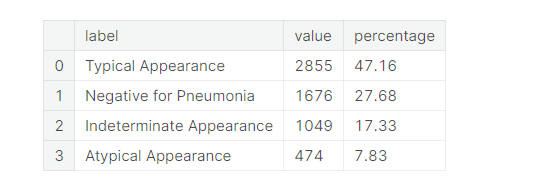 label value percentage
0 Typical Appearance 2855 47.16
1 Negative for Pneumonia 1676 27.68
2 Indeterminate Appearance 1049 17.33
3 Atypical Appearance 474 7.83